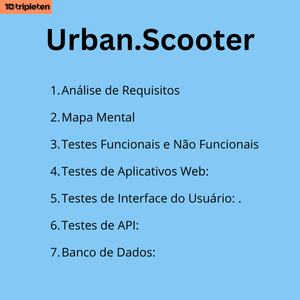 tripleten
Urban.Scooter
1. Análise de Requisitos
2. Mapa Mental
3. Testes Funcionais e Não Funcionais
4. Testes de Aplicativos Web:
5. Testes de Interface do Usuário: .
6. Testes de API:
7. Banco de Dados: